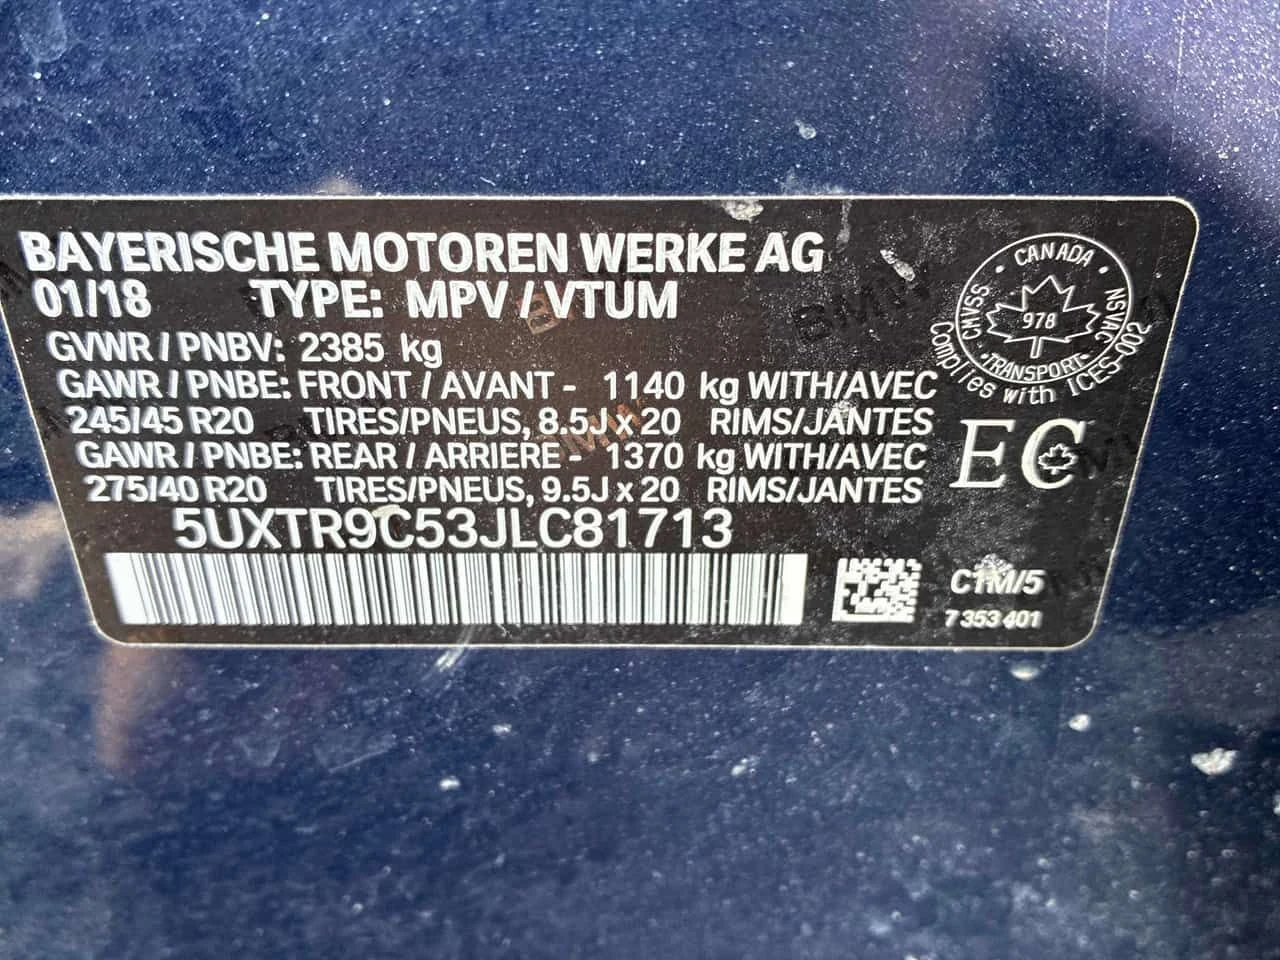 BAYERISCHE MOTOREN WERKE AG
01/18 TYPE: MPV / VTUM
GVWR / PNBV: 2385 kg
GAWR / PNBE: FRONT / AVANT - 1140 kg WITH/AVEC
245/45 R20 TIRES/PNEUS, 8.5J x 20 RIMS/JANTES
GAWR / PNBE: REAR / ARRIERE - 1370 kg WITH/AVEC
275/40 R20 TIRES/PNEUS, 9.5J x 20 RIMS/JANTES
5UXTR9C53JLC81713
CANADA
CMVSS
978
NSVAC
TRANSPORT
Complies with ICES-002
EC
C1M/5
7 353 401
BMW